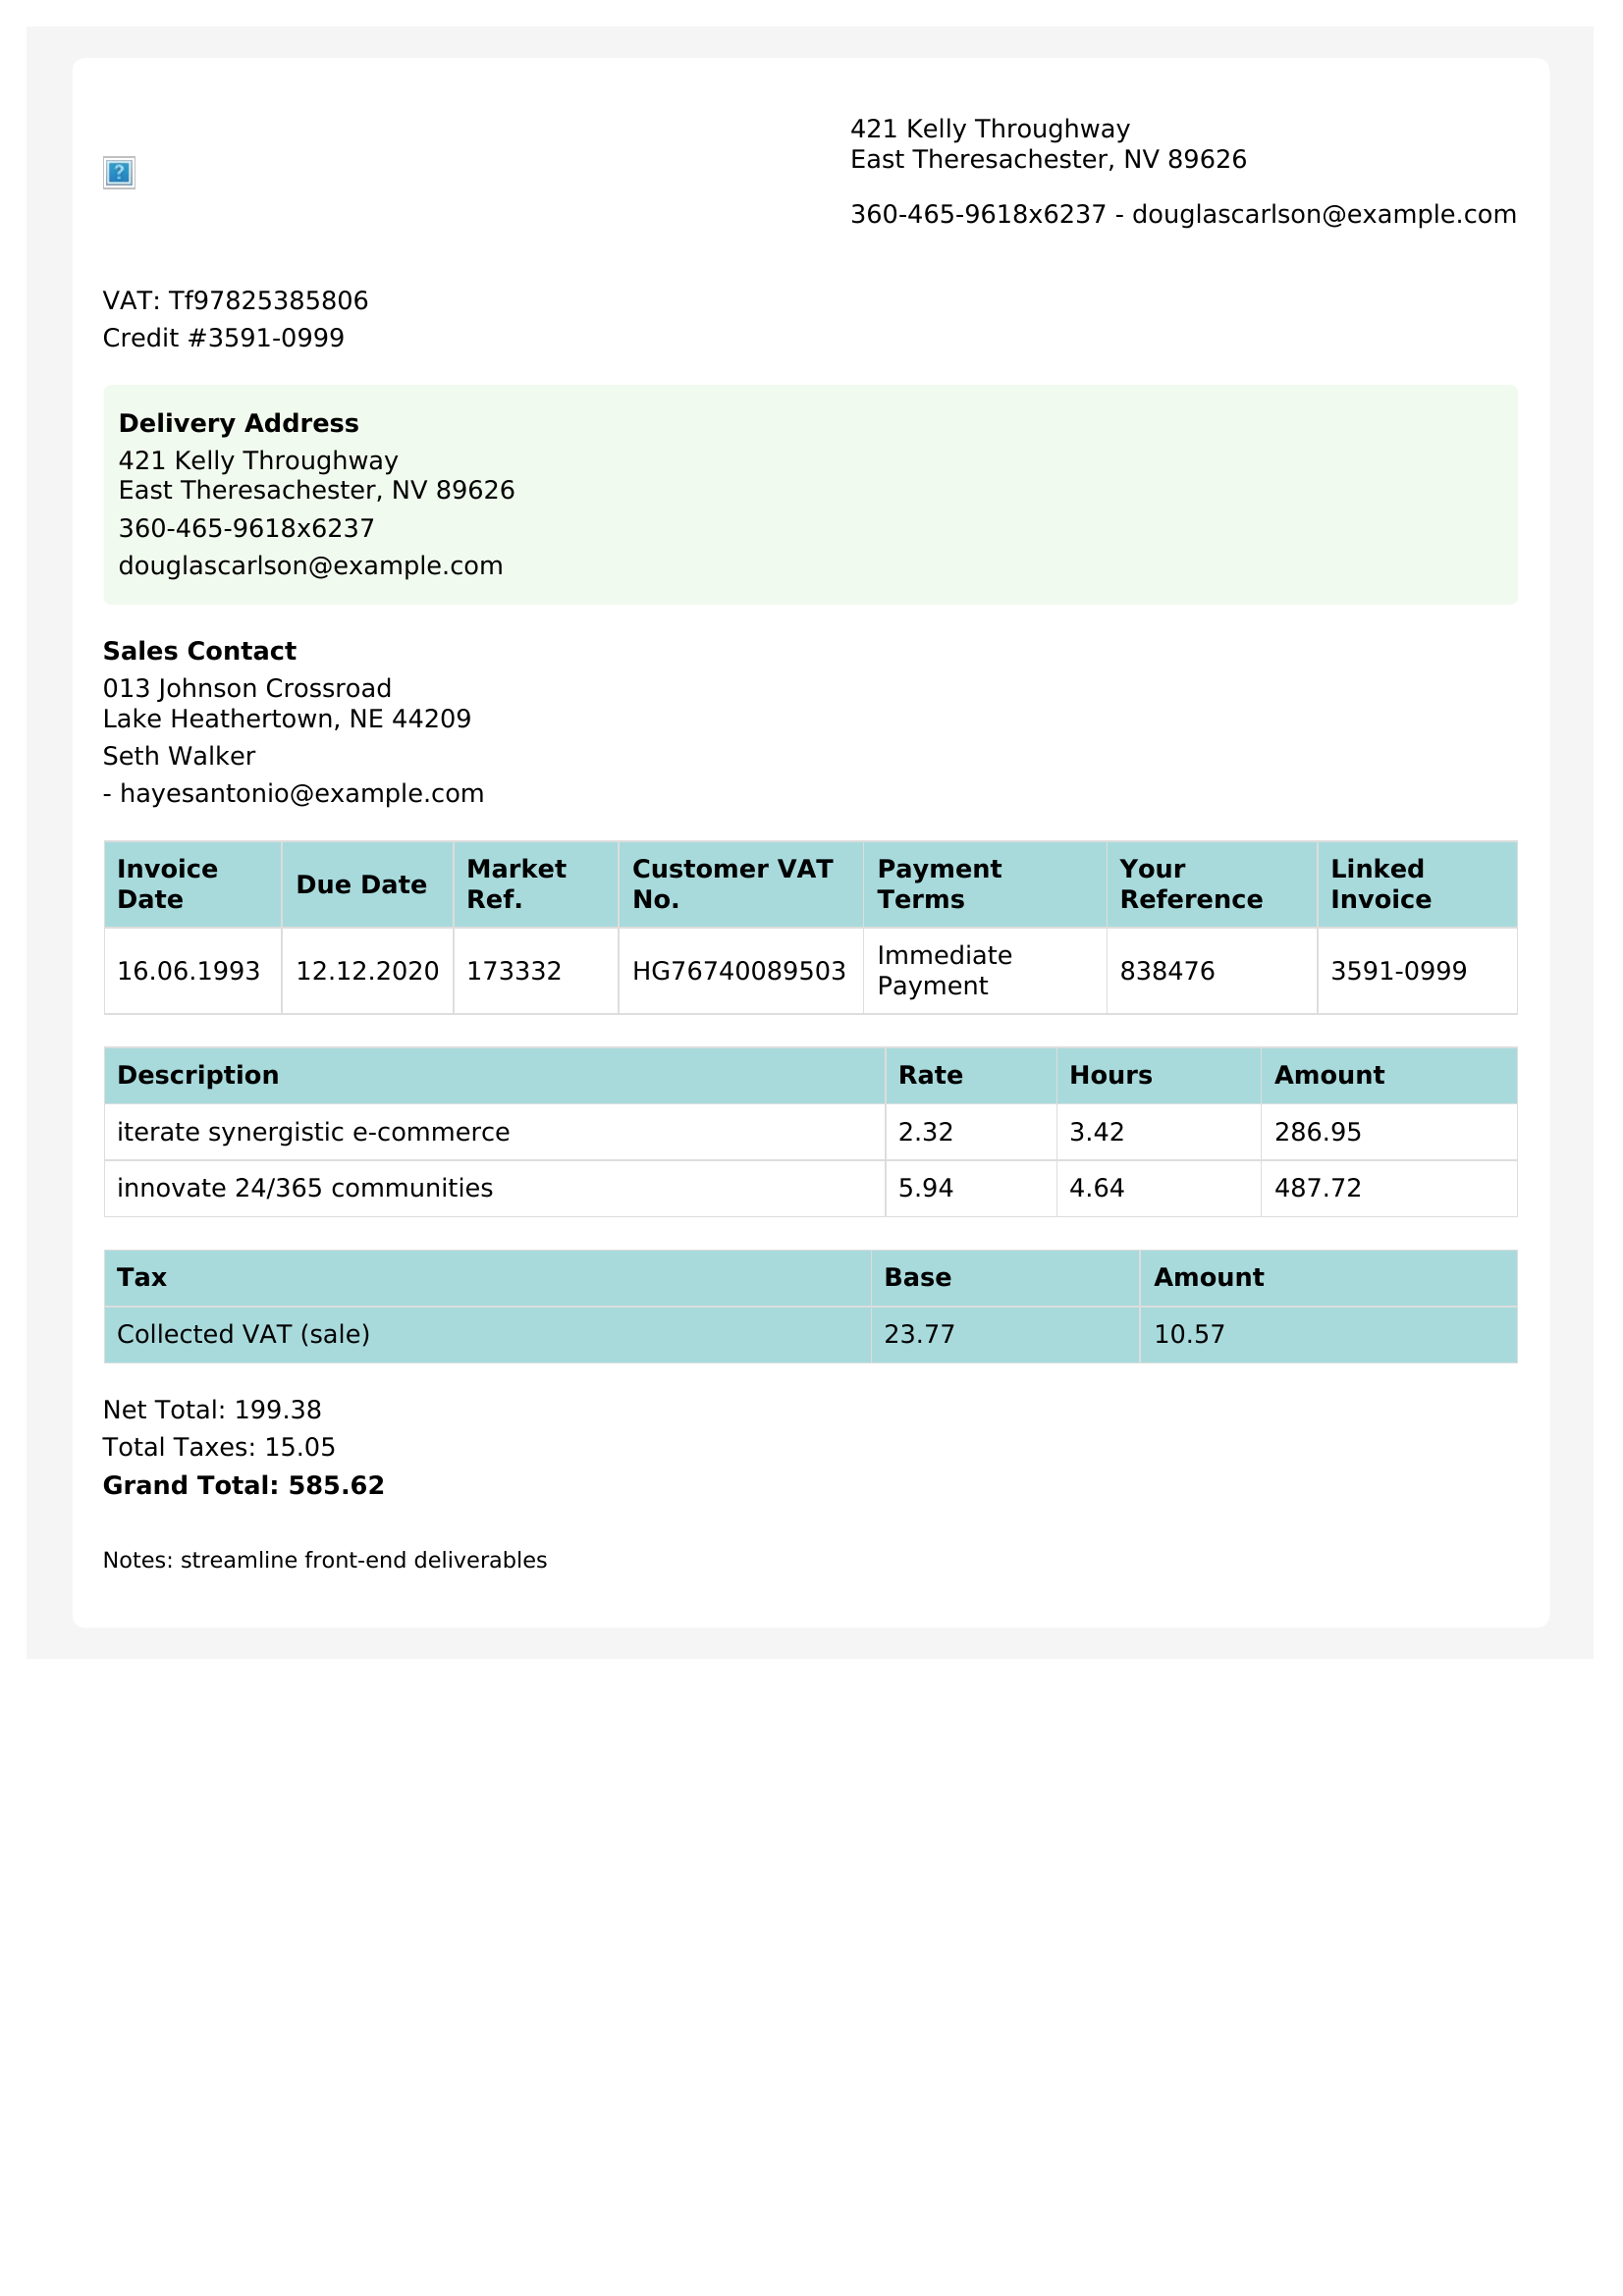 421 Kelly Throughway
East Theresachester, NV 89626
360-465-9618x6237 - douglascarlson@example.com
VAT: Tf97825385806
Credit #3591-0999
Delivery Address
421 Kelly Throughway
East Theresachester, NV 89626
360-465-9618x6237
douglascarlson@example.com
Sales Contact
013 Johnson Crossroad
Lake Heathertown, NE 44209
Seth Walker
- hayesantonio@example.com
Invoice Date Due Date Market Ref. Customer VAT No. Payment Terms Your Reference Linked Invoice
16.06.1993 12.12.2020 173332 HG76740089503 Immediate Payment 838476 3591-0999
Description Rate Hours Amount
iterate synergistic e-commerce 2.32 3.42 286.95
innovate 24/365 communities 5.94 4.64 487.72
Tax Base Amount
Collected VAT (sale) 23.77 10.57
Net Total: 199.38
Total Taxes: 15.05
Grand Total: 585.62
Notes: streamline front-end deliverables